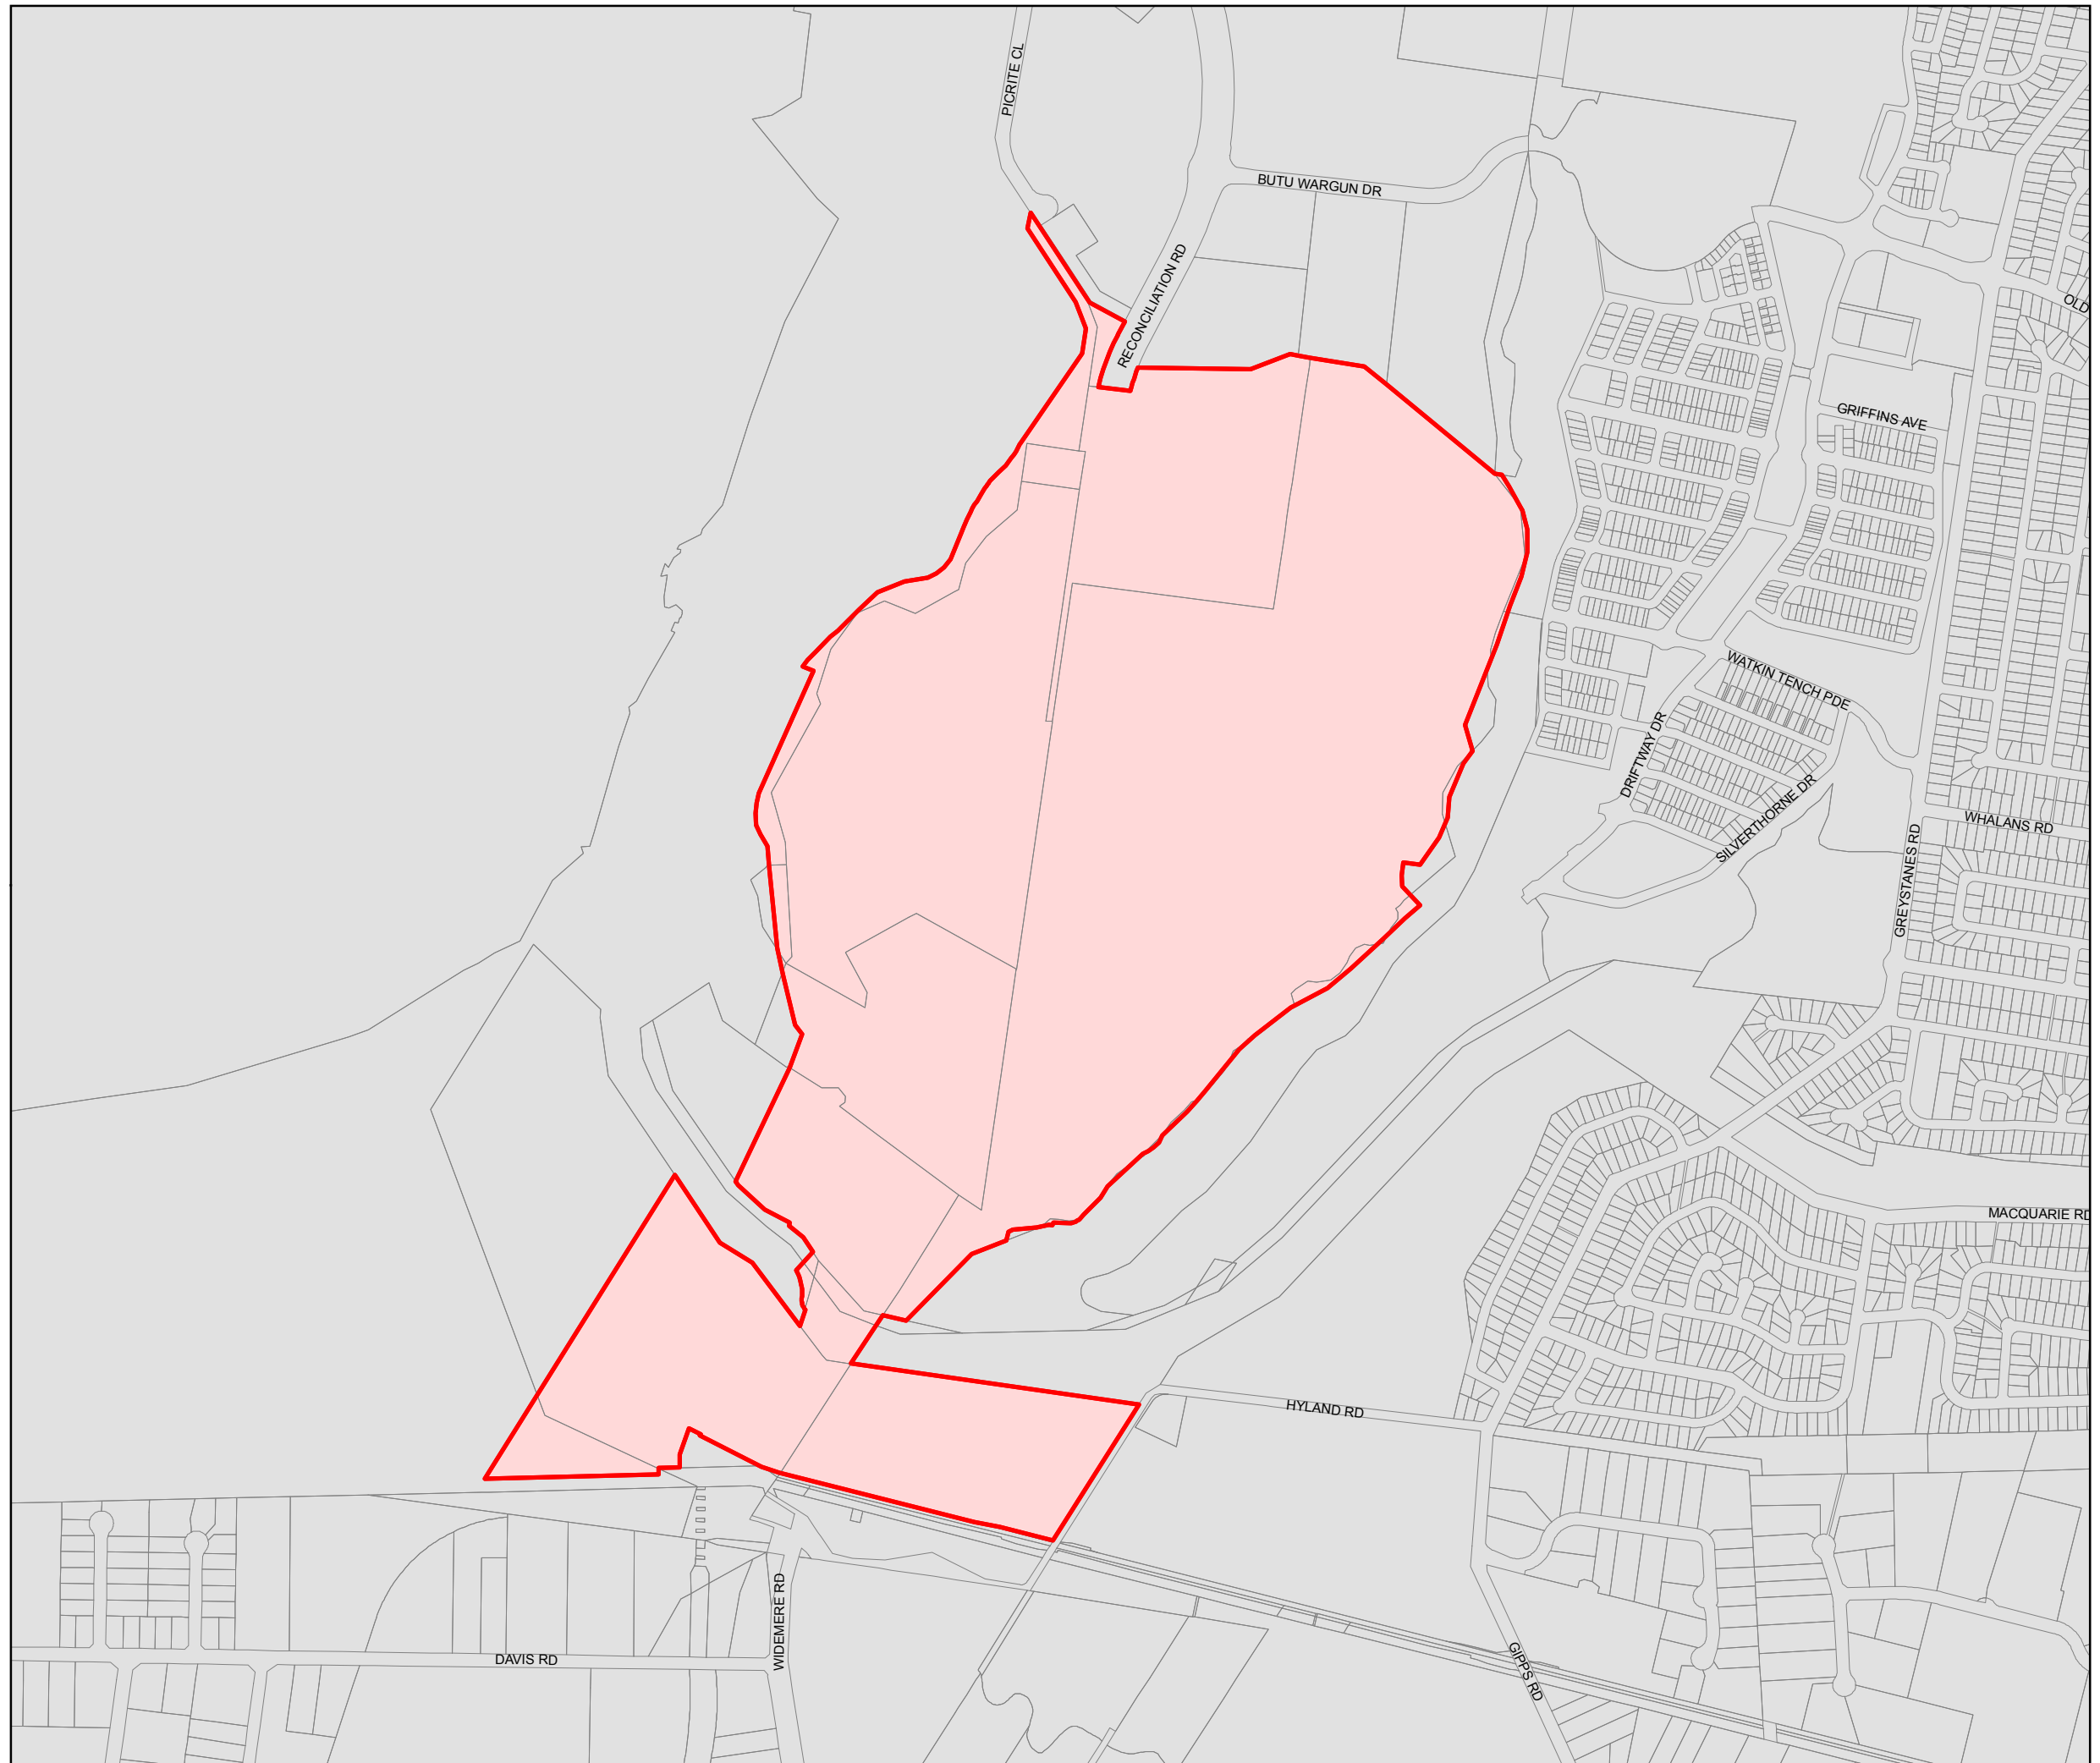 PICRITE CL
BUTU WARGUN DR
RECONCILIATION RD
OLD
GRIFFINS AVE
WATKIN TENCH PDE
DRIFTWAY DR
SILVERTHORNE DR
WHALANS RD
GREYSTANES RD
MACQUARIE RD
HYLAND RD
WIDEMERE RD
DAVIS RD
GIPPS RD